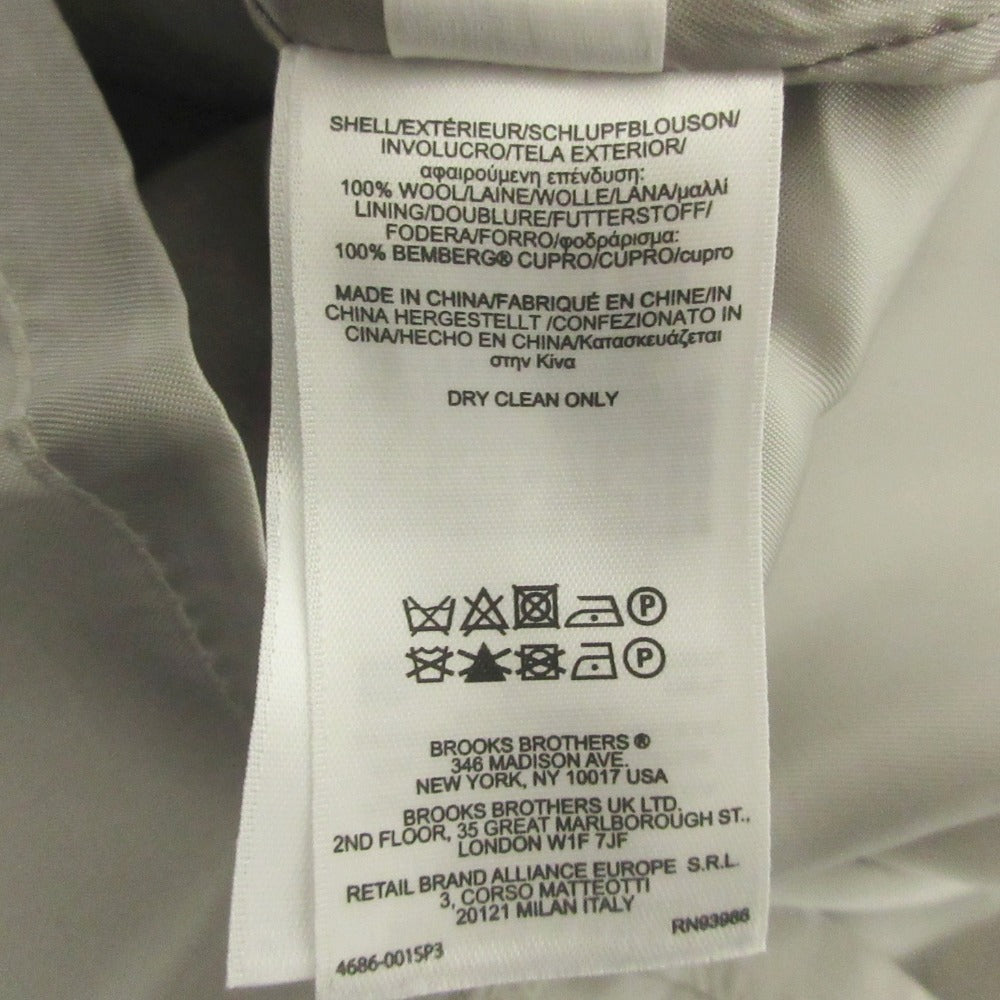 SHELL/EXTÉRIEUR/SCHLUPFBLOUSON/
INVOLUCRO/TELA EXTERIOR/
αφαιρούμενη επένδυση:
100% WOOL/LAINE/WOLLE/LANA/μαλλί
LINING/DOUBLURE/FUTTERSTOFF/
FODERA/FORRO/φοδράρισμα:
100% BEMBERG® CUPRO/CUPRO/cupro
MADE IN CHINA/FABRIQUÉ EN CHINE/IN
CHINA HERGESTELLT /CONFEZIONATO IN
CINA/HECHO EN CHINA/Κατασκευάζεται
στην Κίνα
DRY CLEAN ONLY
P
P
BROOKS BROTHERS ®
346 MADISON AVE.
NEW YORK, NY 10017 USA
BROOKS BROTHERS UK LTD.
2ND FLOOR, 35 GREAT MARLBOROUGH ST.,
LONDON W1F 7JF
RETAIL BRAND ALLIANCE EUROPE S.R.L.
3, CORSO MATTEOTTI
20121 MILAN ITALY
RN93986
4686-0015P3